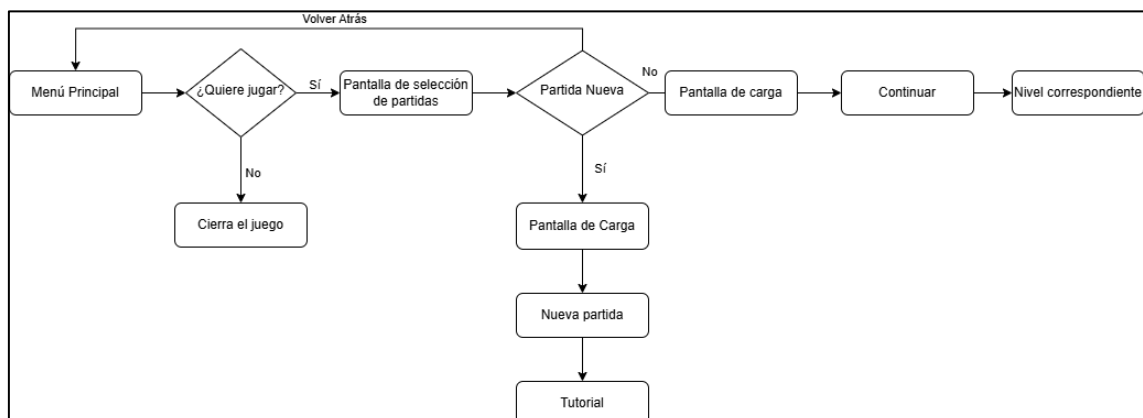 Volver Atrás
Menú Principal
¿Quiere jugar?
Sí
Pantalla de selección
de partidas
Partida Nueva
No
Pantalla de carga
Continuar
Nivel correspondiente
No
Sí
Cierra el juego
Pantalla de Carga
Nueva partida
Tutorial